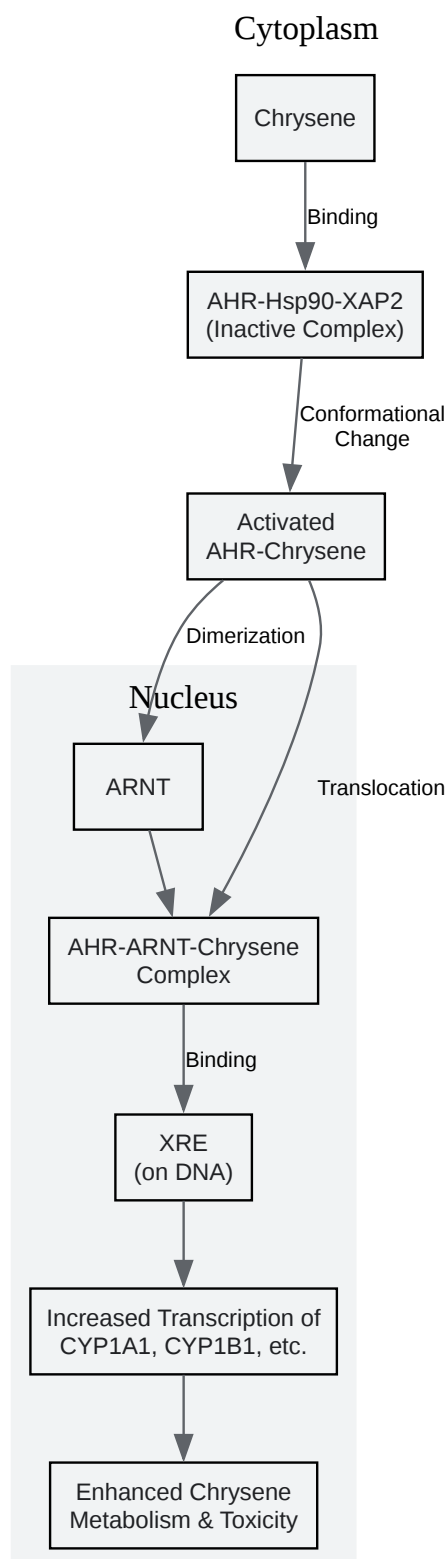 Cytoplasm
Chrysene
Binding
AHR-Hsp90-XAP2
(Inactive Complex)
Conformational
Change
Activated
AHR-Chrysene
Dimerization
Nucleus
ARNT
Translocation
AHR-ARNT-Chrysene
Complex
Binding
XRE
(on DNA)
Increased Transcription of
CYP1A1, CYP1B1, etc.
Enhanced Chrysene
Metabolism & Toxicity